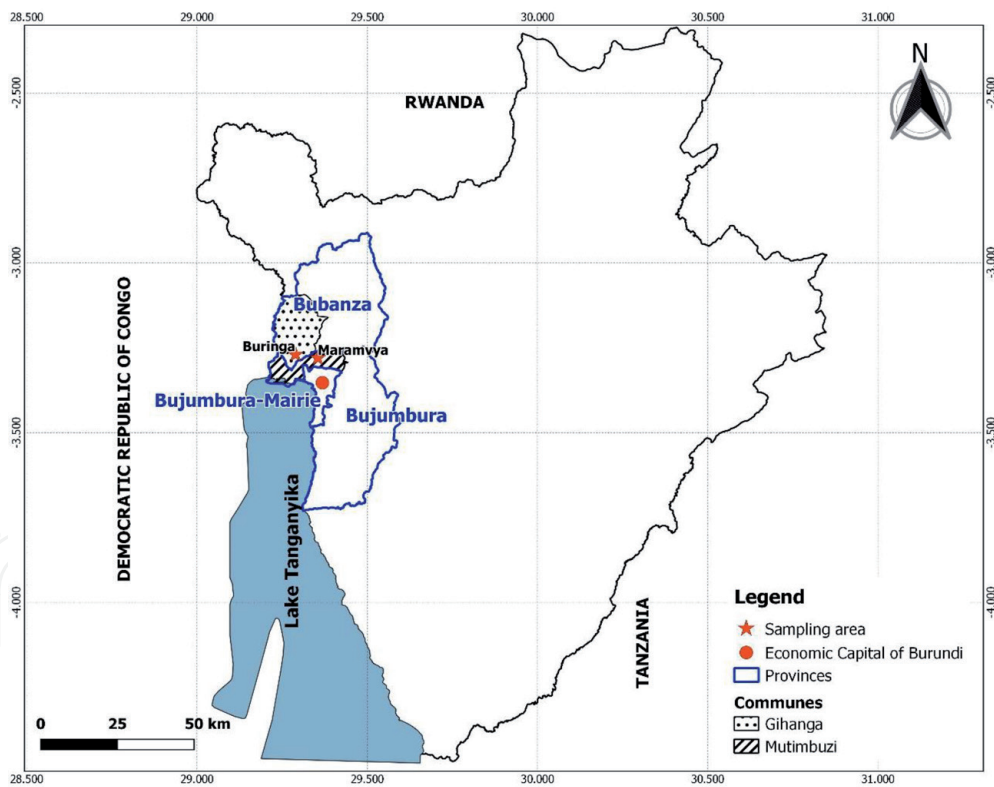 28.500 29.000 29.500 30.000 30.500 31.000
N
-2.500 -2.500
RWANDA
-3.000 -3.000
Bubanza
Buringa Maramvya
Bujumbura-Mairie
Bujumbura
-3.500 -3.500
DEMOCRATIC REPUBLIC OF CONGO
Lake Tanganyika
TANZANIA
-4.000 -4.000
Legend
Sampling area
Economic Capital of Burundi
Provinces
Communes
Gihanga
Mutimbuzi
0 25 50 km
28.500 29.000 29.500 30.000 30.500 31.000